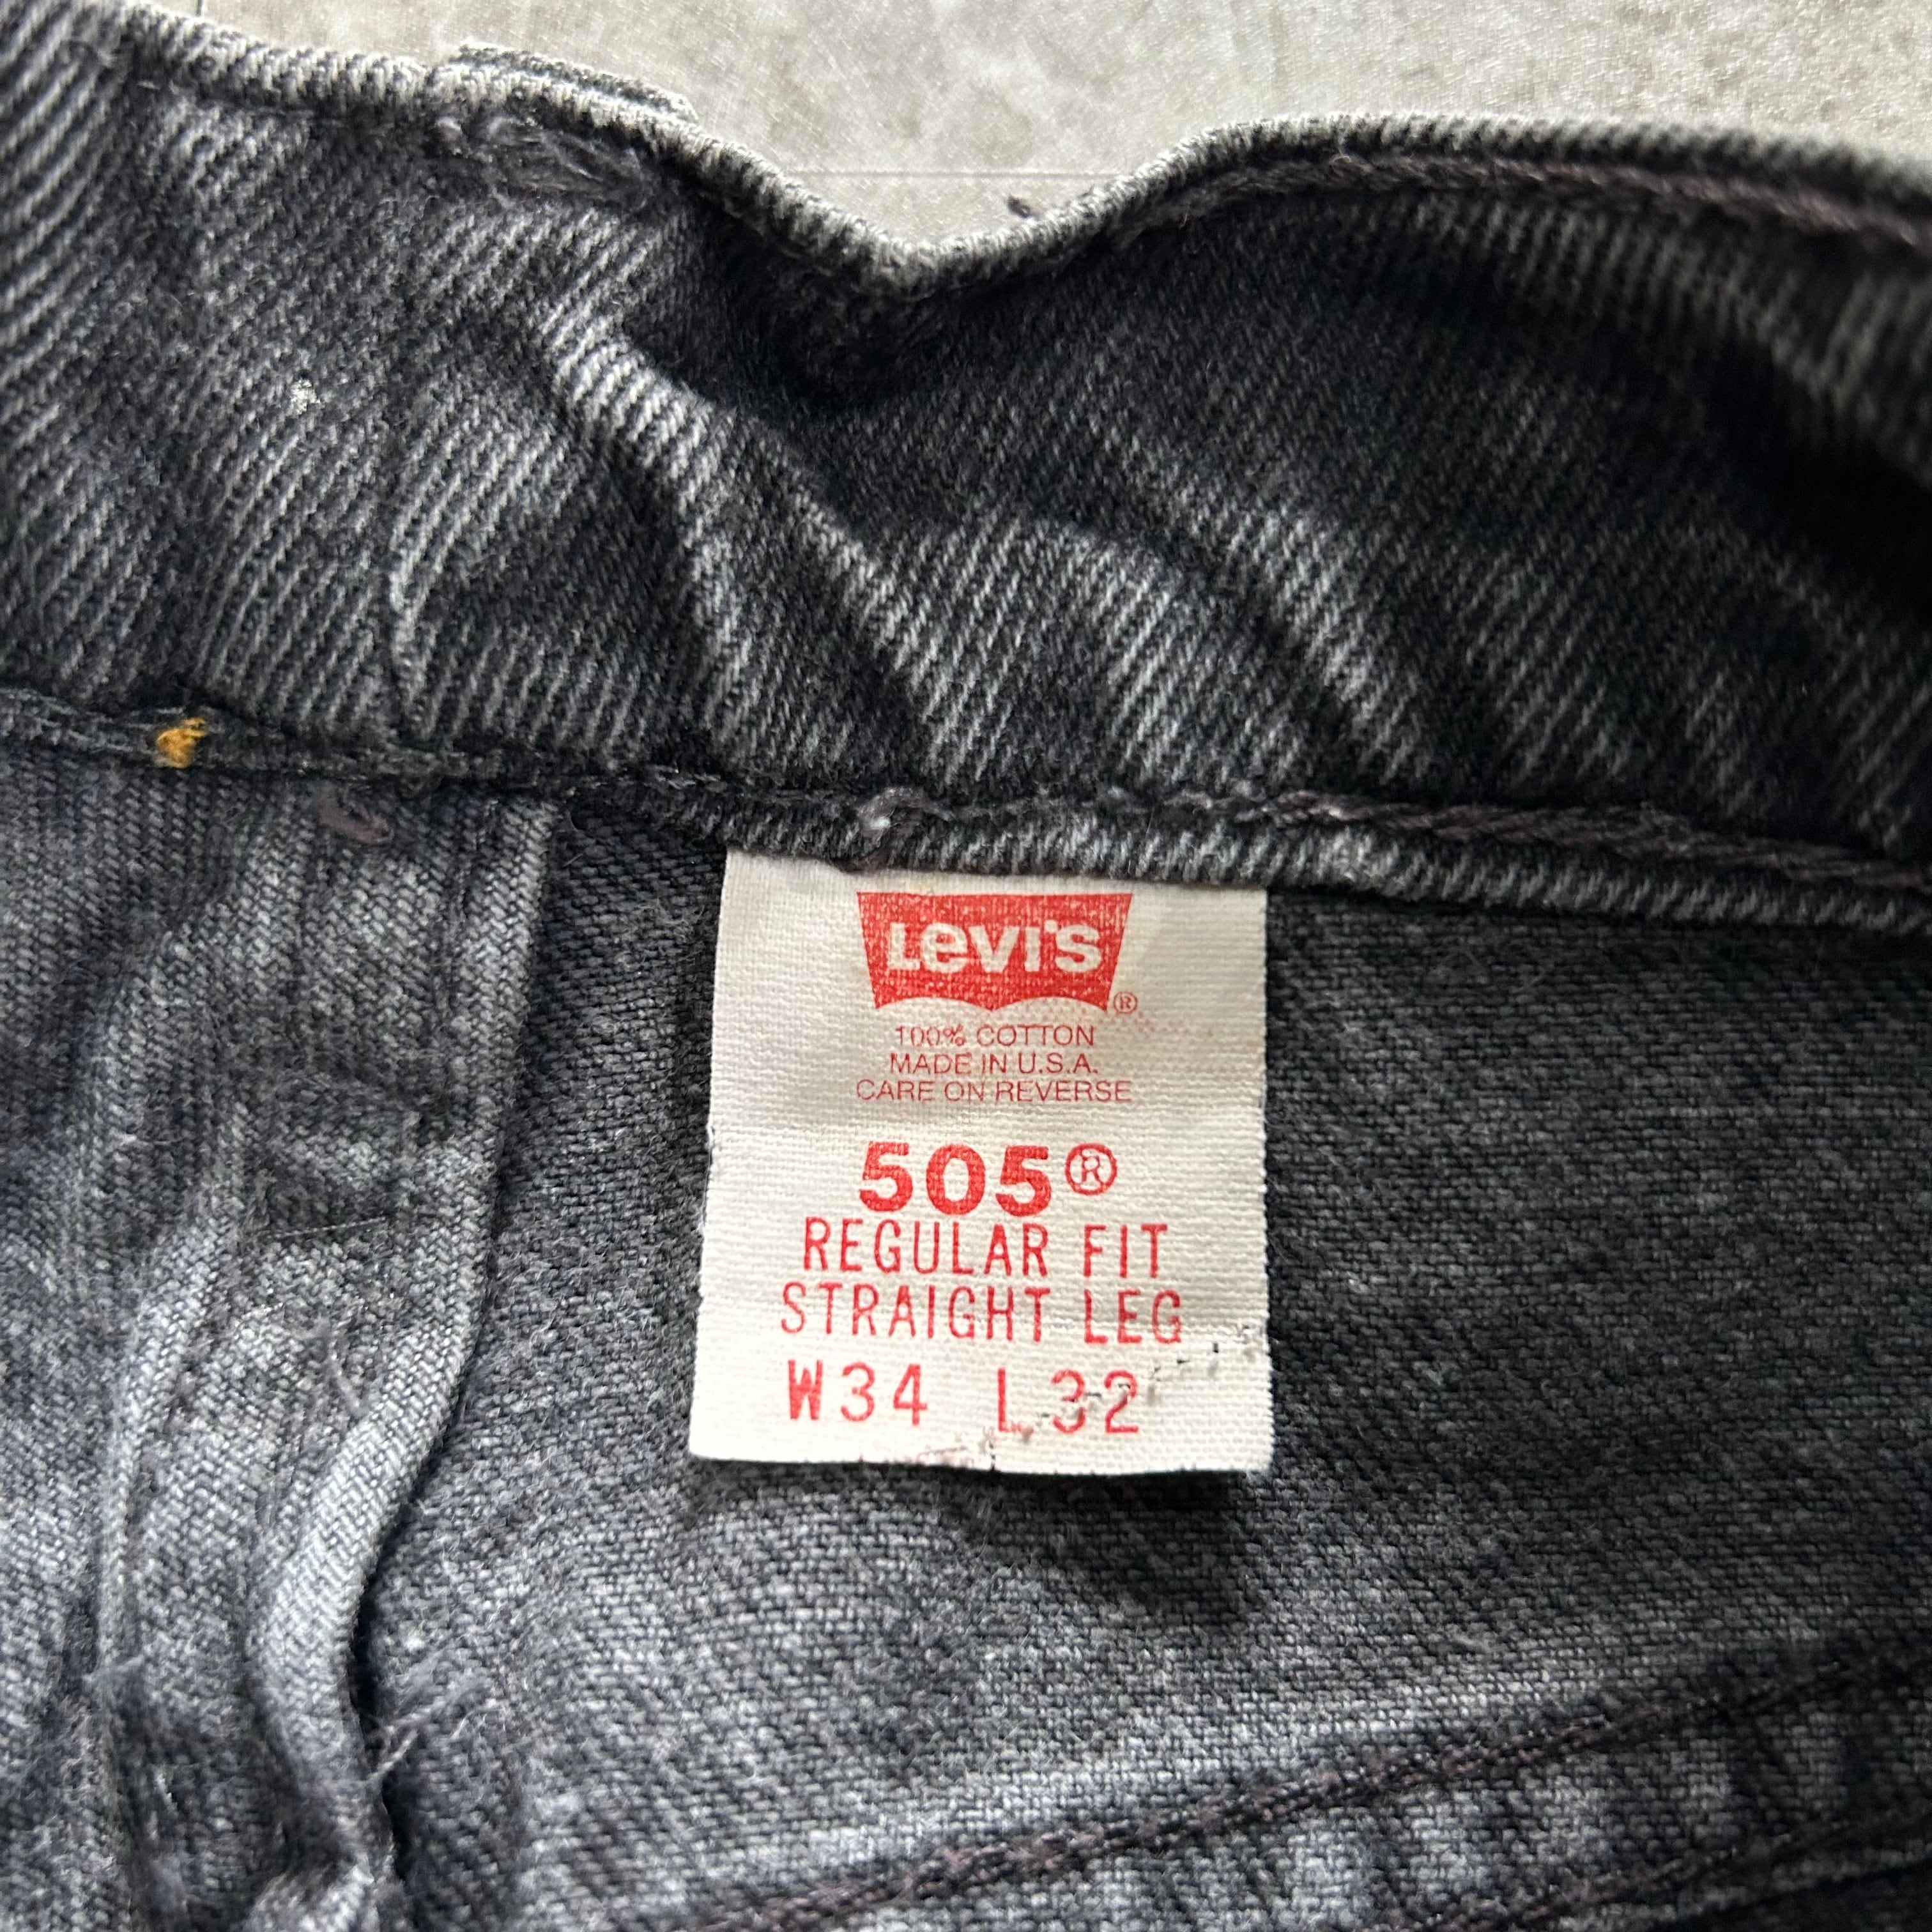 Levi's ®
100% COTTON
MADE IN U.S.A.
CARE ON REVERSE
505®
REGULAR FIT
STRAIGHT LEG
W34 L32